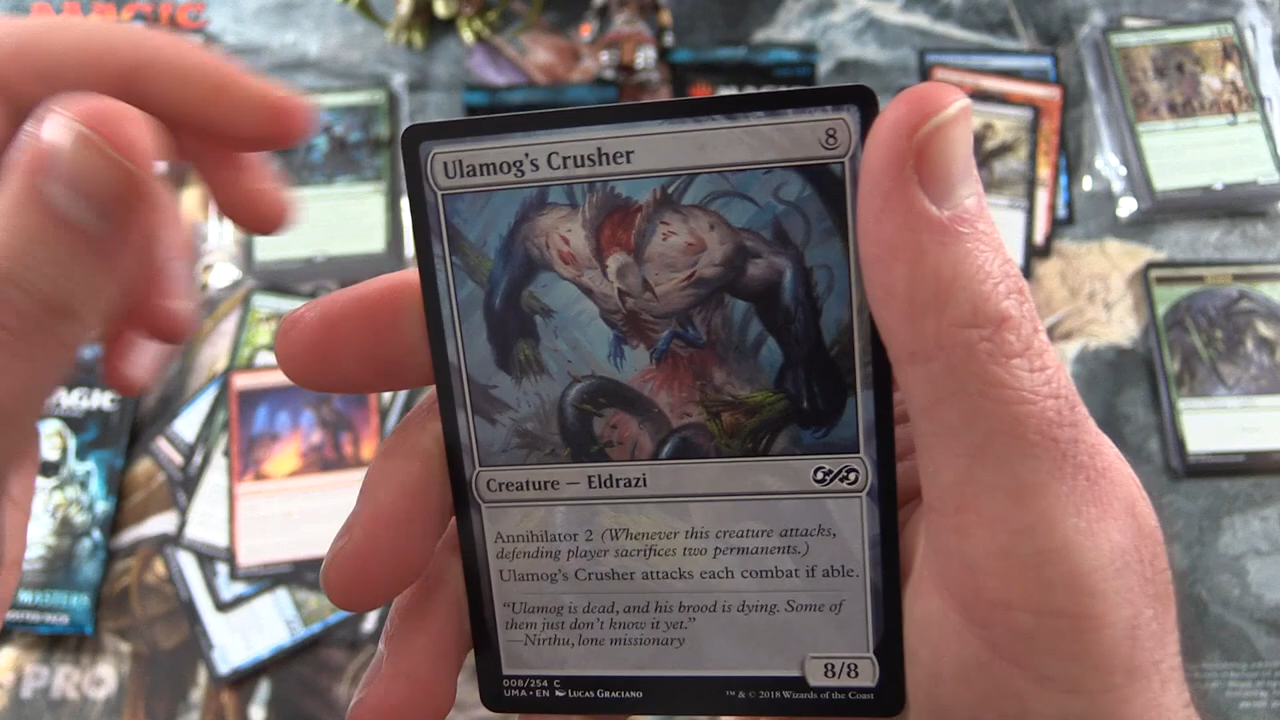 MAGIC
Ulamog's Crusher
8
Creature — Eldrazi
Annihilator 2 (Whenever this creature attacks,
defending player sacrifices two permanents.)
Ulamog's Crusher attacks each combat if able.
"Ulamog is dead, and his brood is dying. Some of
them just don't know it yet."
—Nirthu, lone missionary
8/8
008/254 C
UMA • EN Lucas Graciano
™ & © 2018 Wizards of the Coast
MAGIC
MASTERS
PRO